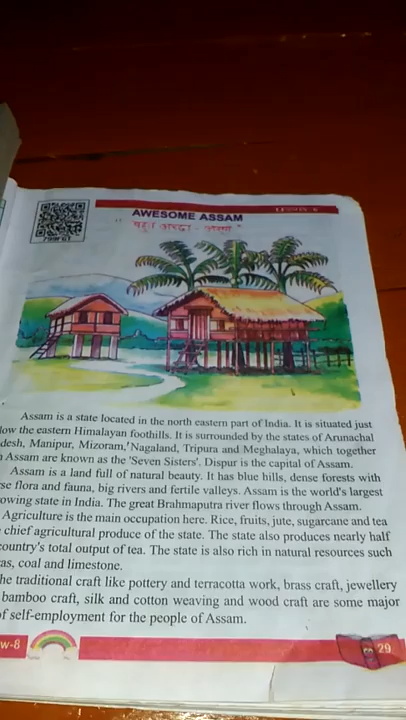 AWESOME ASSAM
Assam is a state located in the north eastern part of India. It is situated just
low the eastern Himalayan foothills. It is surrounded by the states of Arunachal
desh, Manipur, Mizoram, Nagaland, Tripura and Meghalaya, which together
Assam are known as the 'Seven Sisters'. Dispur is the capital of Assam.
Assam is a land full of natural beauty. It has blue hills, dense forests with
se flora and fauna, big rivers and fertile valleys. Assam is the world's largest
owing state in India. The great Brahmaputra river flows through Assam.
Agriculture is the main occupation here. Rice, fruits, jute, sugarcane and tea
chief agricultural produce of the state. The state also produces nearly half
country's total output of tea. The state is also rich in natural resources such
as, coal and limestone.
he traditional craft like pottery and terracotta work, brass craft, jewellery
bamboo craft, silk and cotton weaving and wood craft are some major
of self-employment for the people of Assam.
w-8
29